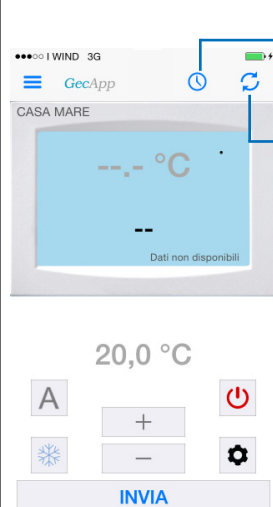 I WIND 3G
GecApp
CASA MARE
--.- °C
--
Dati non disponibili
20,0 °C
A
+
−
INVIA